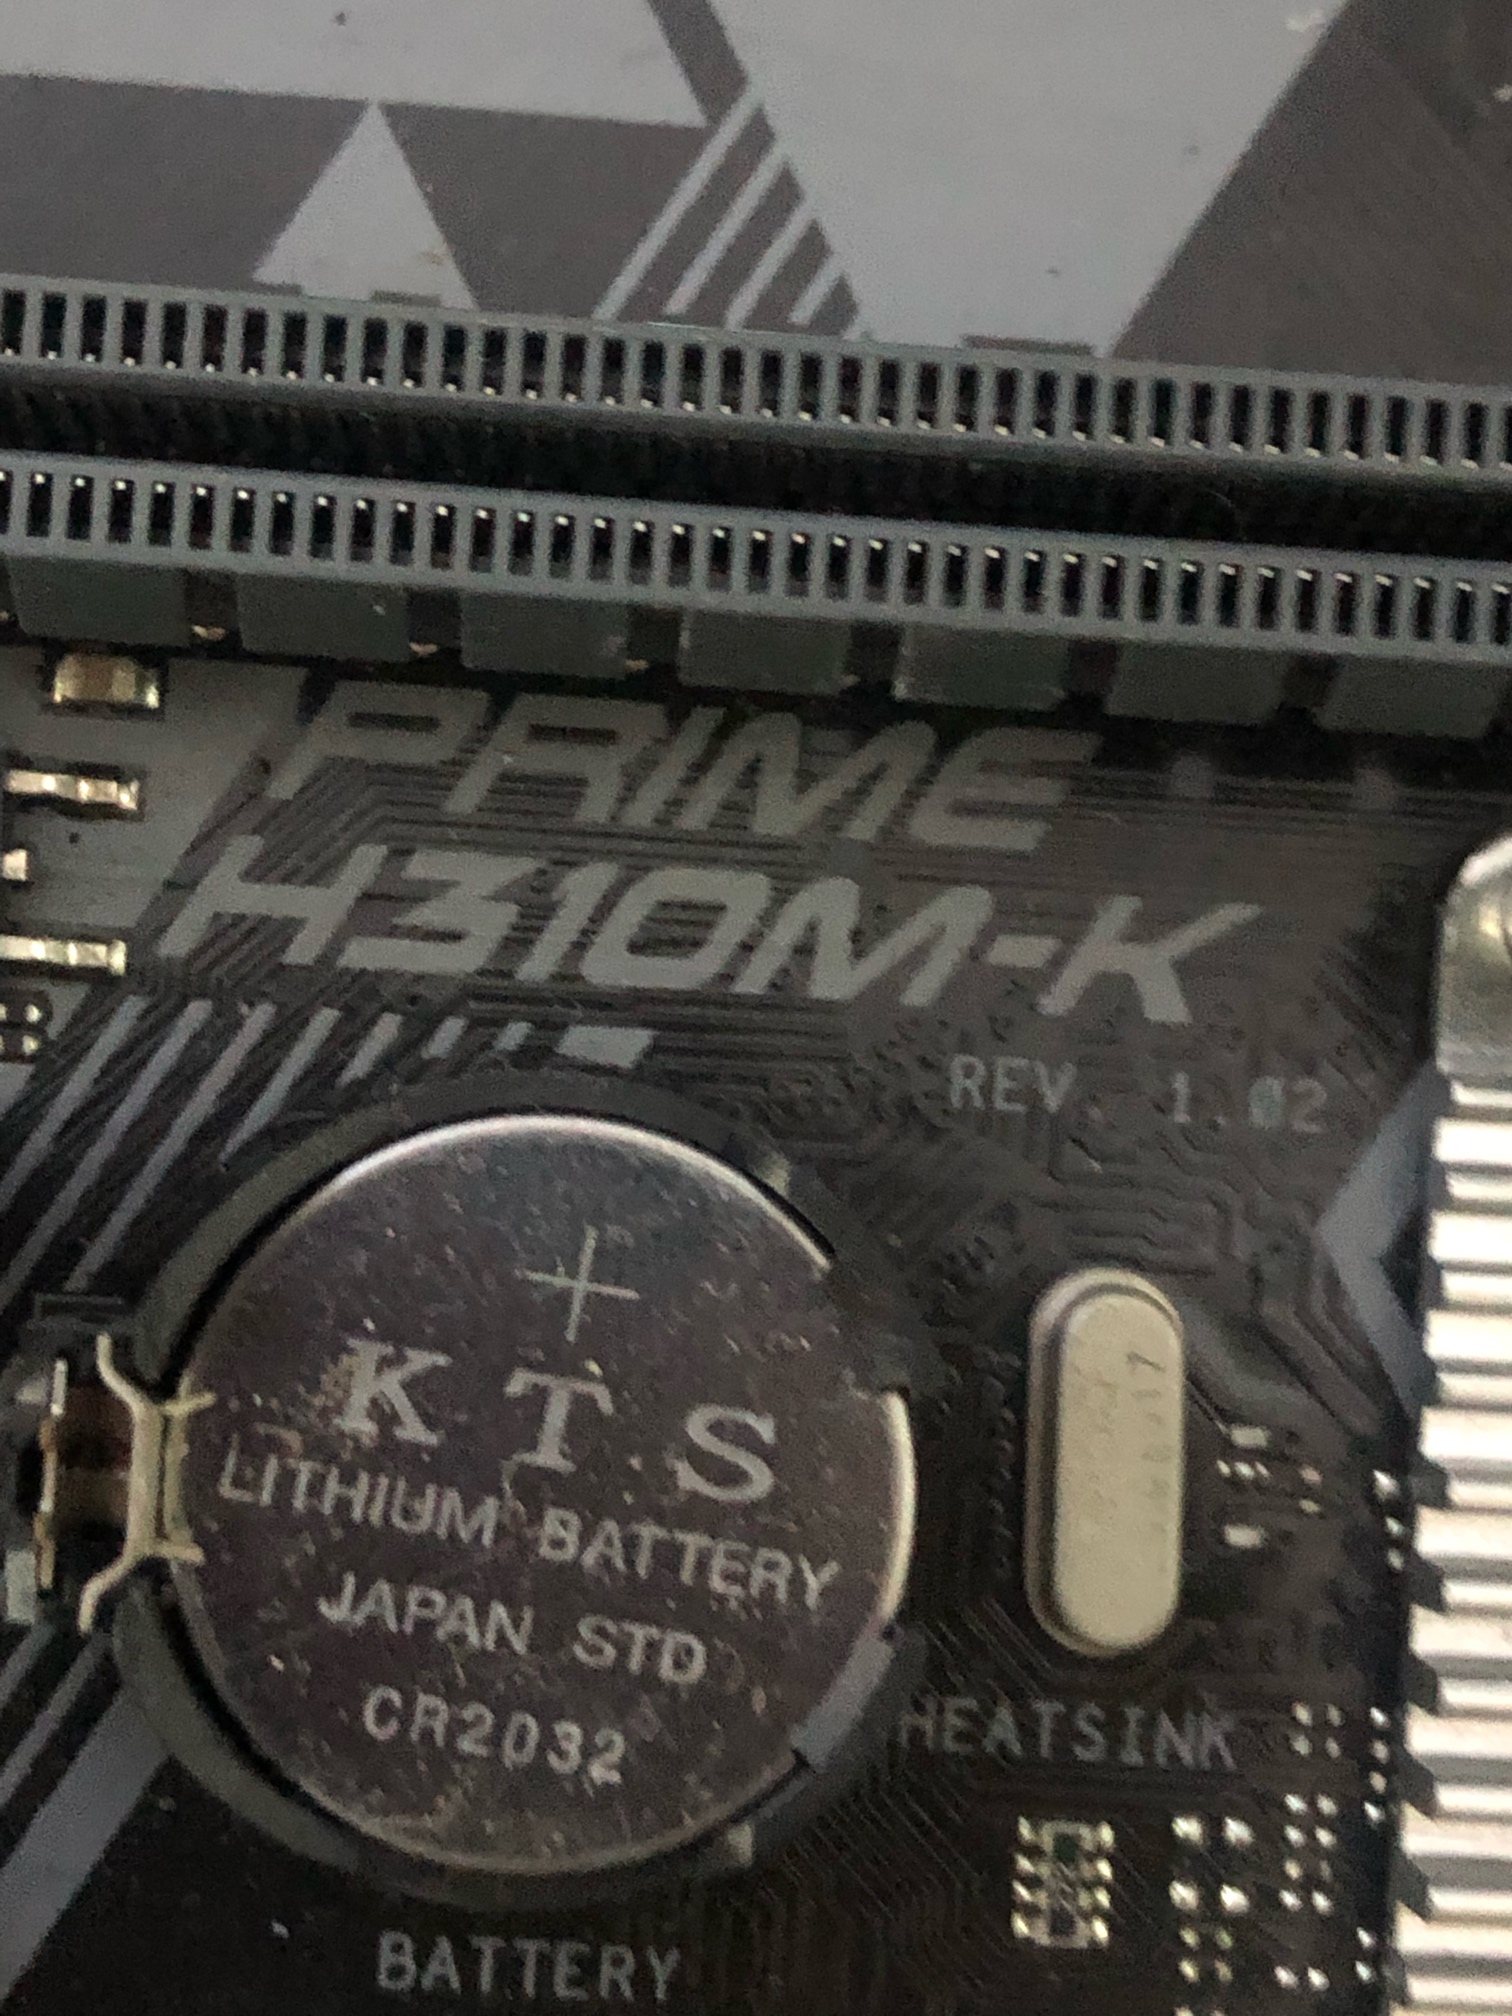 PRIME
H310M-K
REV. 1.02
+
KTS
LITHIUM BATTERY
JAPAN STD
CR2032
HEATSINK
BATTERY